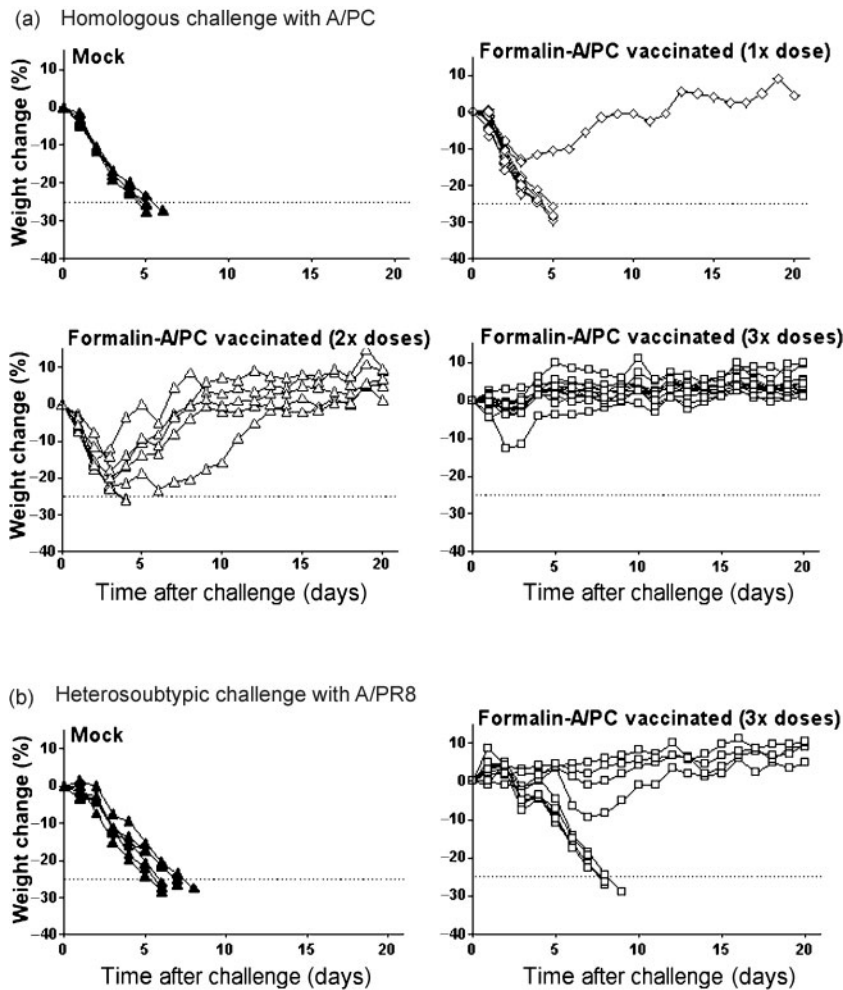 (a) Homologous challenge with A/PC
Mock
Formalin-A/PC vaccinated (1x dose)
Weight change (%)
10
0
−10
−20
−30
−40
0 5 10 15 20
10
0
−10
−20
−30
−40
0 5 10 15 20
Formalin-A/PC vaccinated (2x doses)
Formalin-A/PC vaccinated (3x doses)
Weight change (%)
10
0
−10
−20
−30
−40
0 5 10 15 20
Time after challenge (days)
10
0
−10
−20
−30
−40
0 5 10 15 20
Time after challenge (days)
(b) Heterosoubtypic challenge with A/PR8
Mock
Formalin-A/PC vaccinated (3x doses)
Weight change (%)
10
0
−10
−20
−30
−40
0 5 10 15 20
Time after challenge (days)
10
0
−10
−20
−30
−40
0 5 10 15 20
Time after challenge (days)